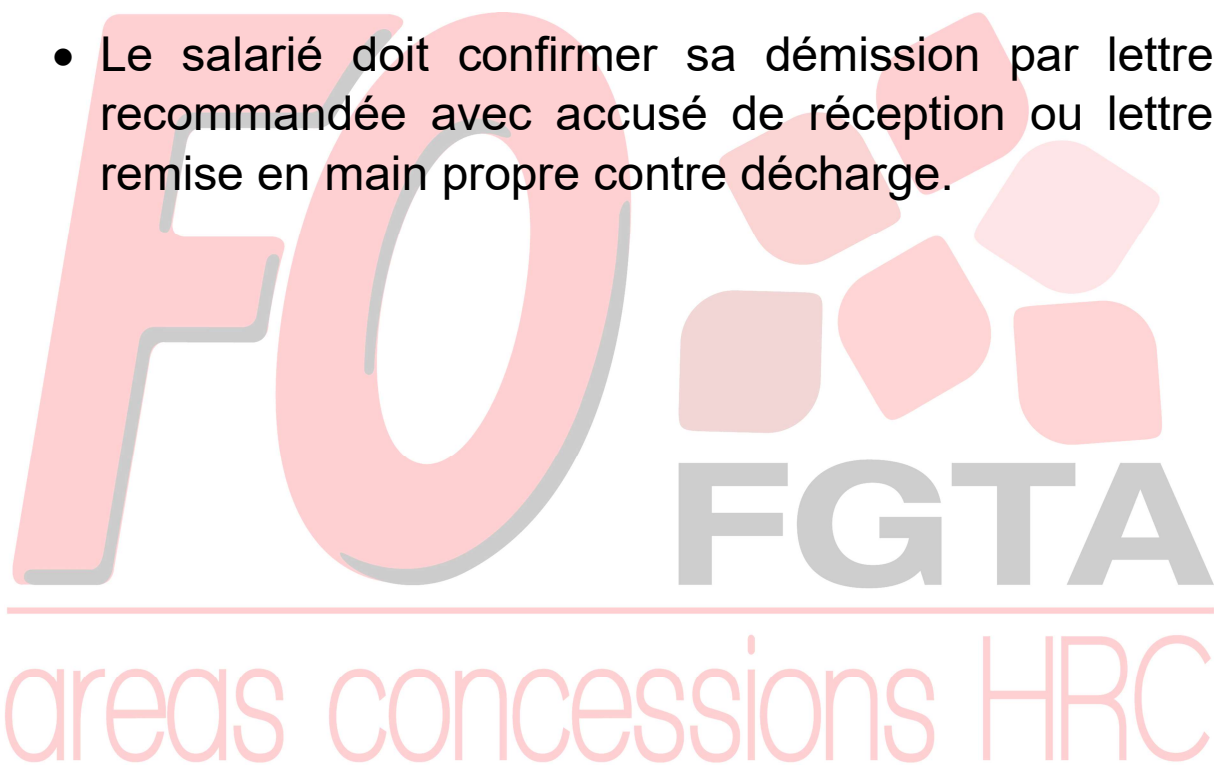 • Le salarié doit confirmer sa démission par lettre
recommandée avec accusé de réception ou lettre
remise en main propre contre décharge.
FO
FGTA
areas concessions HRC